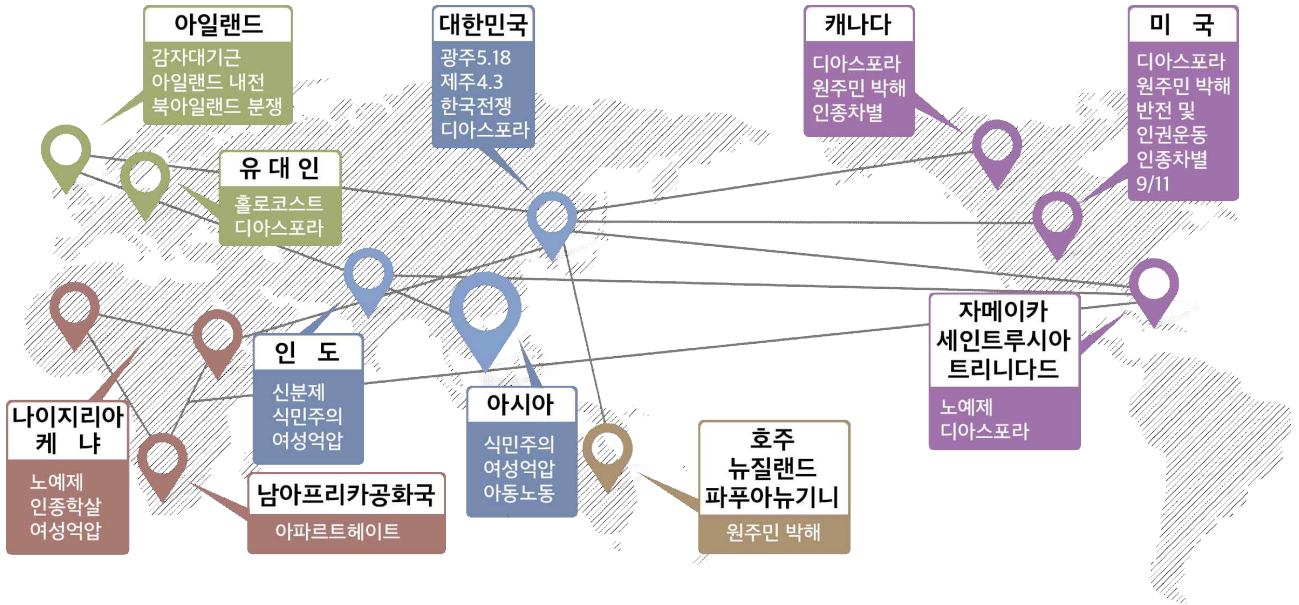 아일랜드
감자대기근
아일랜드 내전
북아일랜드 분쟁
유 대 인
홀로코스트
디아스포라
대한민국
광주5.18
제주4.3
한국전쟁
디아스포라
캐나다
디아스포라
원주민 박해
인종차별
미 국
디아스포라
원주민 박해
반전 및
인권운동
인종차별
9/11
나이지리아
케 냐
노예제
인종학살
여성억압
남아프리카공화국
아파르트헤이트
인 도
신분제
식민주의
여성억압
아시아
식민주의
여성억압
아동노동
호주
뉴질랜드
파푸아뉴기니
원주민 박해
자메이카
세인트루시아
트리니다드
노예제
디아스포라